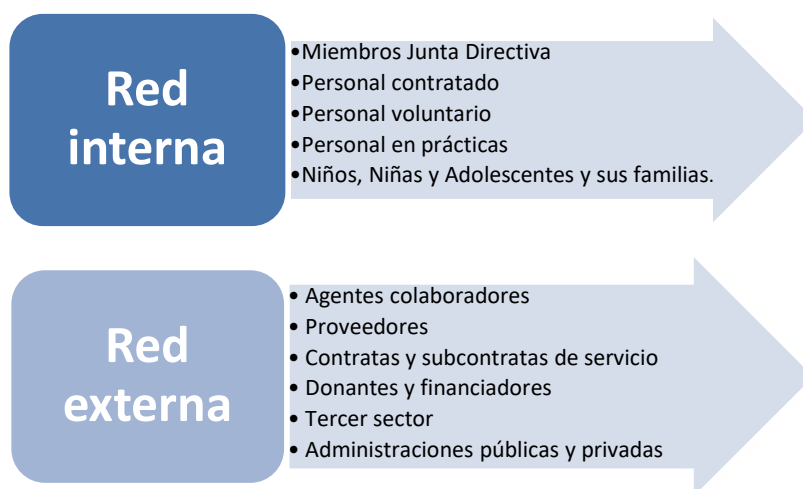 Red
interna
•Miembros Junta Directiva
•Personal contratado
•Personal voluntario
•Personal en prácticas
•Niños, Niñas y Adolescentes y sus familias.
Red
externa
• Agentes colaboradores
• Proveedores
• Contratas y subcontratas de servicio
• Donantes y financiadores
• Tercer sector
• Administraciones públicas y privadas